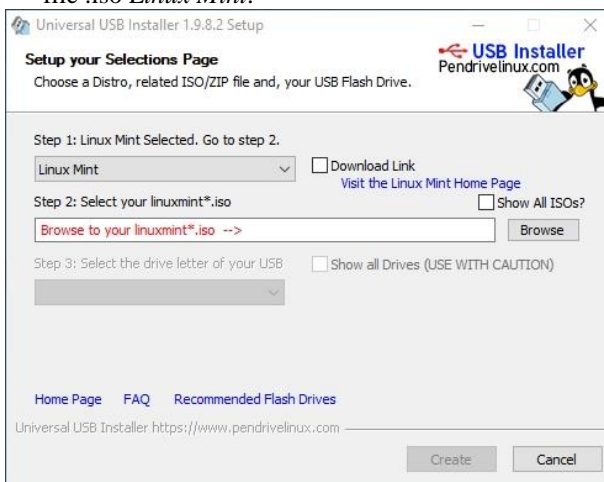 file .iso Linux Mint.
Universal USB Installer 1.9.8.2 Setup
Setup your Selections Page
Choose a Distro, related ISO/ZIP file and, your USB Flash Drive.
USB Installer
Pendrivelinux.com
Step 1: Linux Mint Selected. Go to step 2.
Linux Mint
Download Link
Visit the Linux Mint Home Page
Step 2: Select your linuxmint*.iso
Show All ISOs?
Browse to your linuxmint*.iso -->
Browse
Step 3: Select the drive letter of your USB
Show all Drives (USE WITH CAUTION)
Home Page FAQ Recommended Flash Drives
Universal USB Installer https://www.pendrivelinux.com
Create Cancel